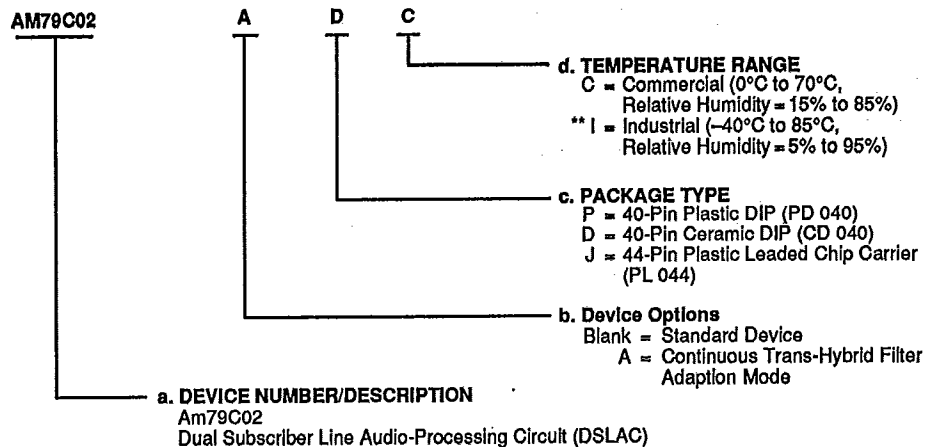 AM79C02 A D C
d. TEMPERATURE RANGE
C = Commercial (0°C to 70°C,
Relative Humidity = 15% to 85%)
** I = Industrial (–40°C to 85°C,
Relative Humidity = 5% to 95%)
c. PACKAGE TYPE
P = 40-Pin Plastic DIP (PD 040)
D = 40-Pin Ceramic DIP (CD 040)
J = 44-Pin Plastic Leaded Chip Carrier
(PL 044)
b. Device Options
Blank = Standard Device
A = Continuous Trans-Hybrid Filter
Adaption Mode
a. DEVICE NUMBER/DESCRIPTION
Am79C02
Dual Subscriber Line Audio-Processing Circuit (DSLAC)